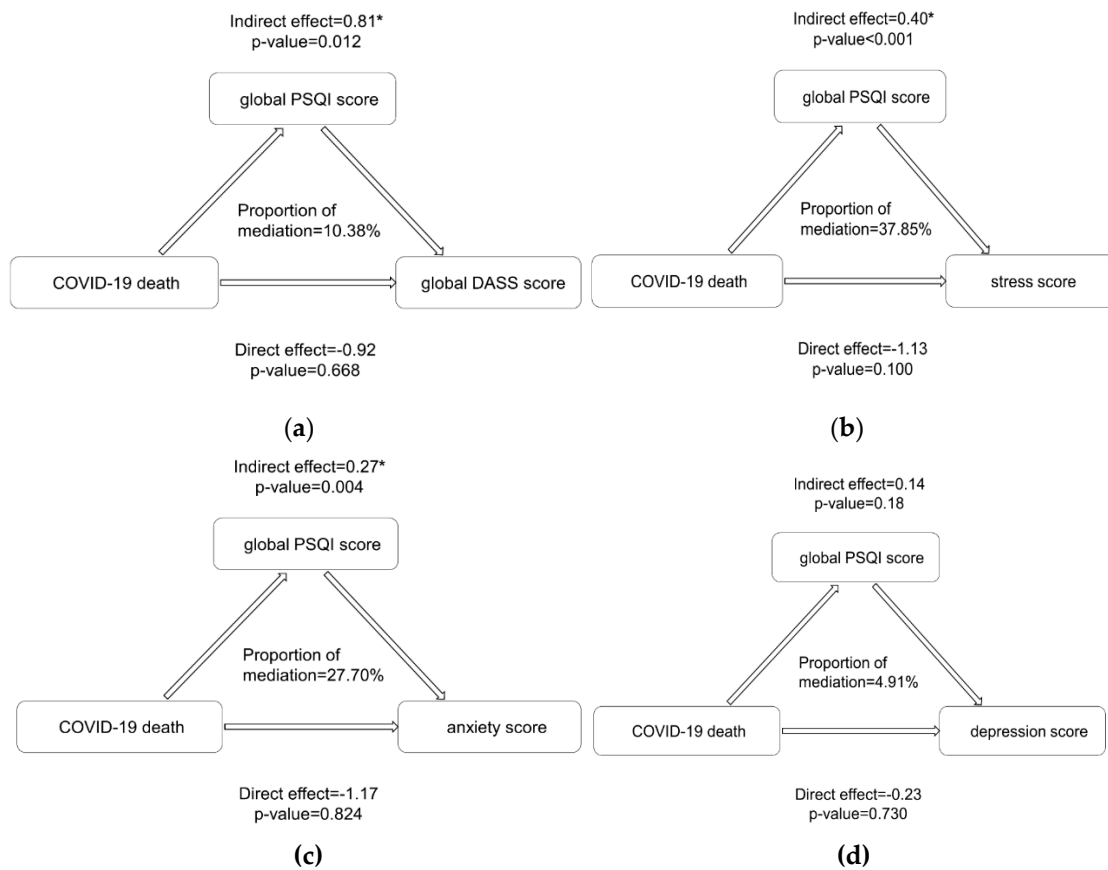 Indirect effect=0.81*
p-value=0.012
global PSQI score
Proportion of
mediation=10.38%
COVID-19 death
global DASS score
Direct effect=-0.92
p-value=0.668
(a)
Indirect effect=0.40*
p-value<0.001
global PSQI score
Proportion of
mediation=37.85%
COVID-19 death
stress score
Direct effect=-1.13
p-value=0.100
(b)
Indirect effect=0.27*
p-value=0.004
global PSQI score
Proportion of
mediation=27.70%
COVID-19 death
anxiety score
Direct effect=-1.17
p-value=0.824
(c)
Indirect effect=0.14
p-value=0.18
global PSQI score
Proportion of
mediation=4.91%
COVID-19 death
depression score
Direct effect=-0.23
p-value=0.730
(d)